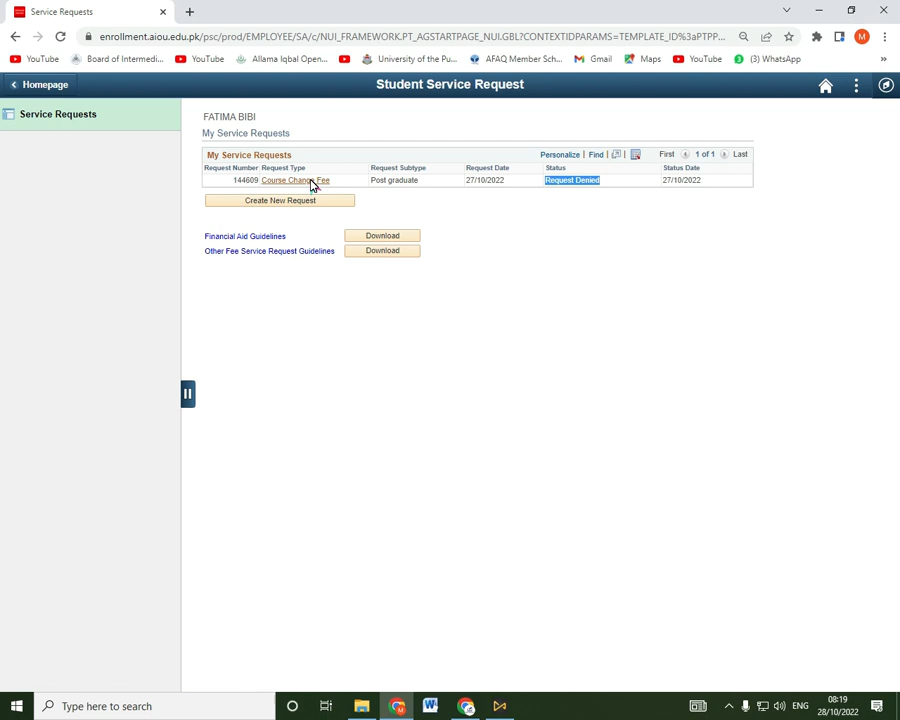 Service Requests
enrollment.aiou.edu.pk/psc/prod/EMPLOYEE/SA/c/NUI_FRAMEWORK.PT_AGSTARTPAGE_NUI.GBL?CONTEXTIDPARAMS=TEMPLATE_ID%3aPTPP... M
YouTube Board of Intermedi... YouTube Allama Iqbal Open... University of the Pu... AFAQ Member Sch... Gmail Maps YouTube (3) WhatsApp »
Homepage Student Service Request
Service Requests
FATIMA BIBI
My Service Requests
My Service Requests Personalize | Find | | First 1 of 1 Last
Request Number Request Type Request Subtype Request Date Status Status Date
144609 Course Change Fee Post graduate 27/10/2022 Request Denied 27/10/2022
Create New Request
Financial Aid Guidelines Download
Other Fee Service Request Guidelines Download
Type here to search ENG 08:19
28/10/2022